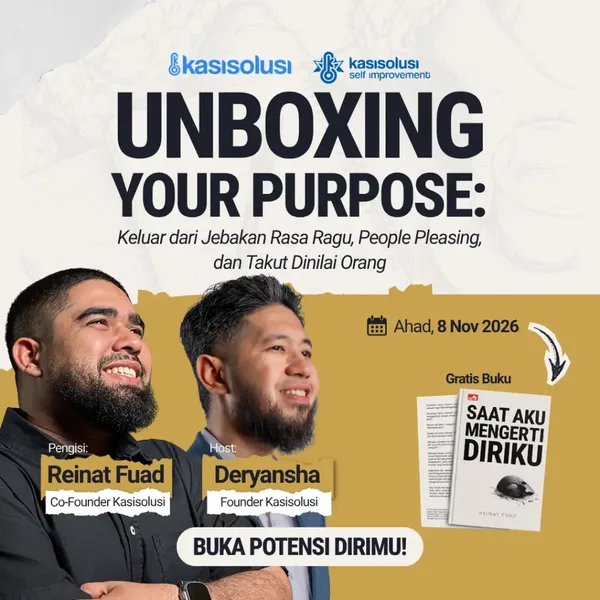 kasisolusi
kasisolusi
self improvement
UNBOXING
YOUR PURPOSE:
Keluar dari Jebakan Rasa Ragu, People Pleasing,
dan Takut Dinilai Orang
Ahad, 8 Nov 2026
Gratis Buku
SAAT AKU
MENGERTI
DIRIKU
REINAT FUAD
Pengisi:
Reinat Fuad
Co-Founder Kasisolusi
Host:
Deryansha
Founder Kasisolusi
BUKA POTENSI DIRIMU!